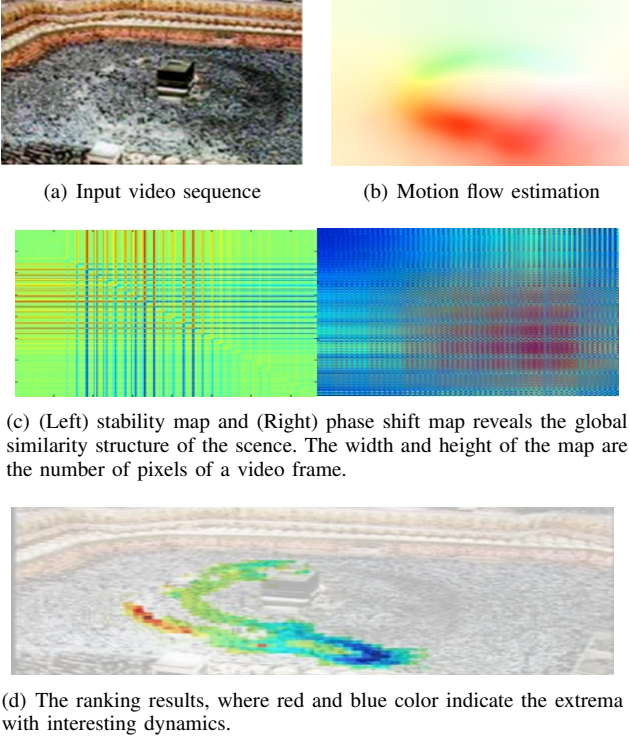 (a) Input video sequence
(b) Motion flow estimation
(c) (Left) stability map and (Right) phase shift map reveals the global
similarity structure of the scence. The width and height of the map are
the number of pixels of a video frame.
(d) The ranking results, where red and blue color indicate the extrema
with interesting dynamics.